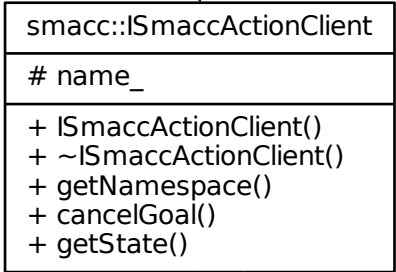 smacc::ISmaccActionClient
# name_
+ ISmaccActionClient()
+ ~ISmaccActionClient()
+ getNamespace()
+ cancelGoal()
+ getState()